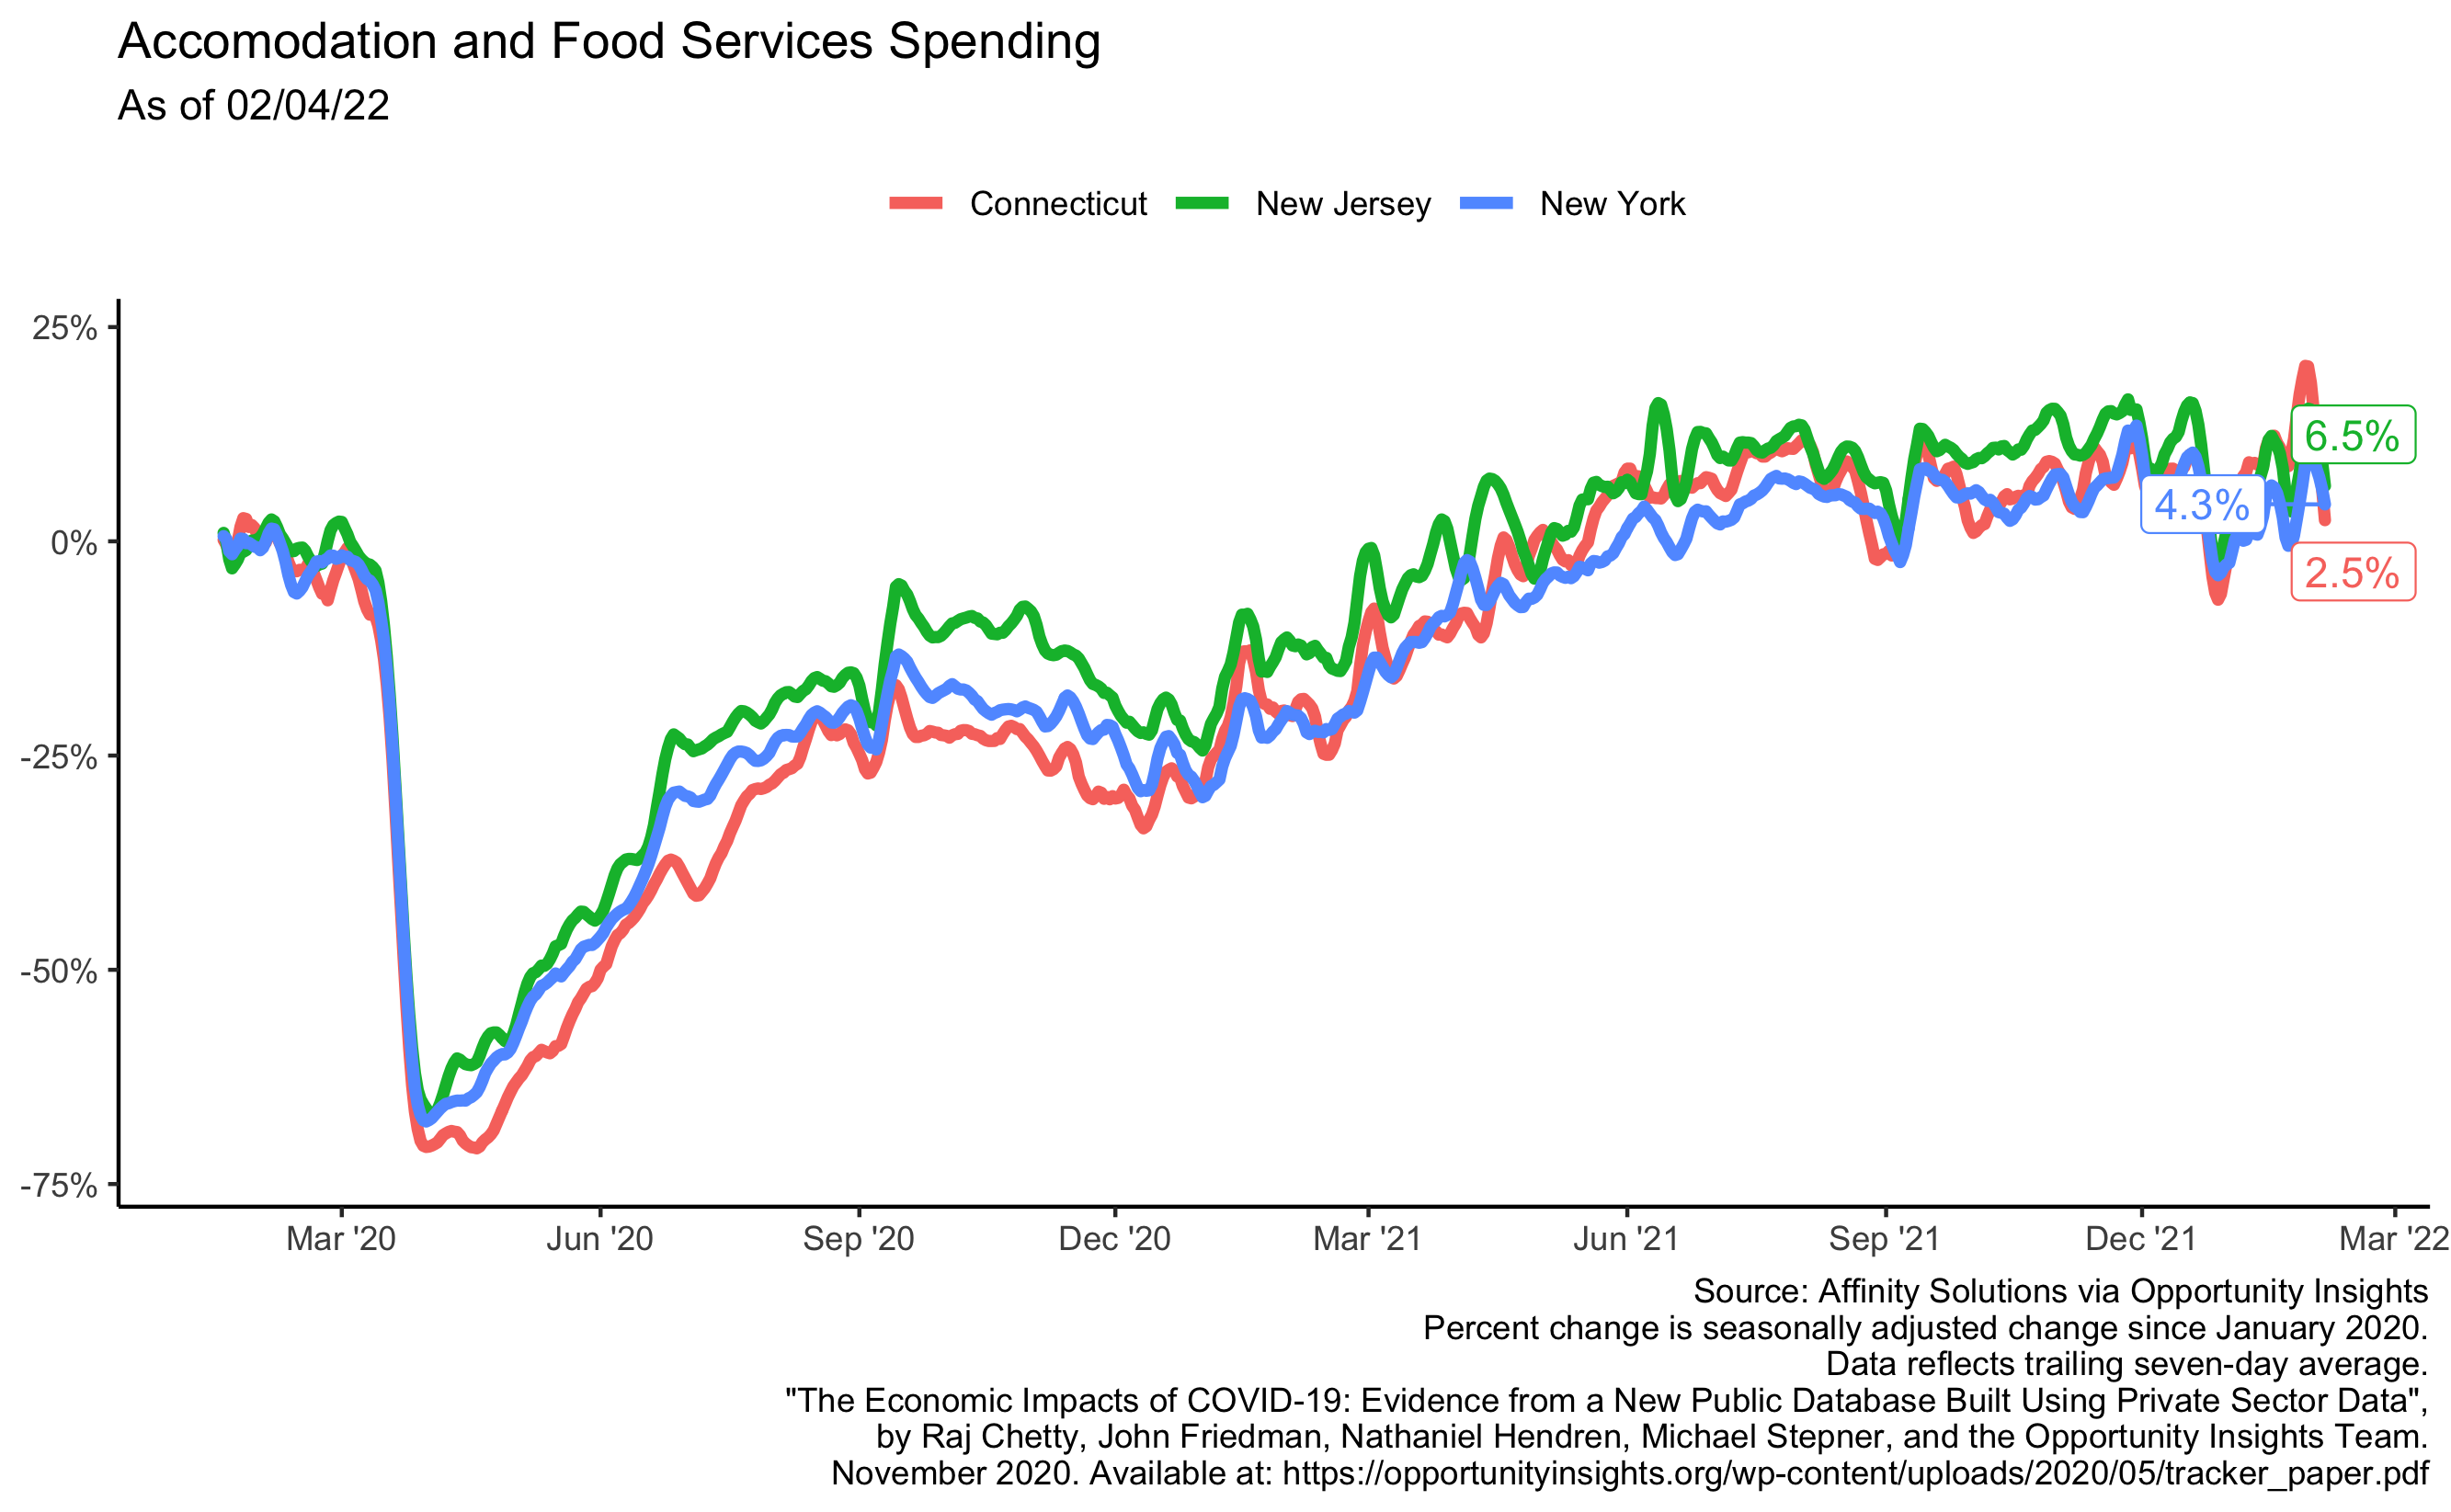 Accomodation and Food Services Spending
As of 02/04/22
Connecticut New Jersey New York
25%
0%
-25%
-50%
-75%
6.5%
4.3%
2.5%
Mar '20 Jun '20 Sep '20 Dec '20 Mar '21 Jun '21 Sep '21 Dec '21 Mar '22
Source: Affinity Solutions via Opportunity Insights
Percent change is seasonally adjusted change since January 2020.
Data reflects trailing seven-day average.
"The Economic Impacts of COVID-19: Evidence from a New Public Database Built Using Private Sector Data",
by Raj Chetty, John Friedman, Nathaniel Hendren, Michael Stepner, and the Opportunity Insights Team.
November 2020. Available at: https://opportunityinsights.org/wp-content/uploads/2020/05/tracker_paper.pdf